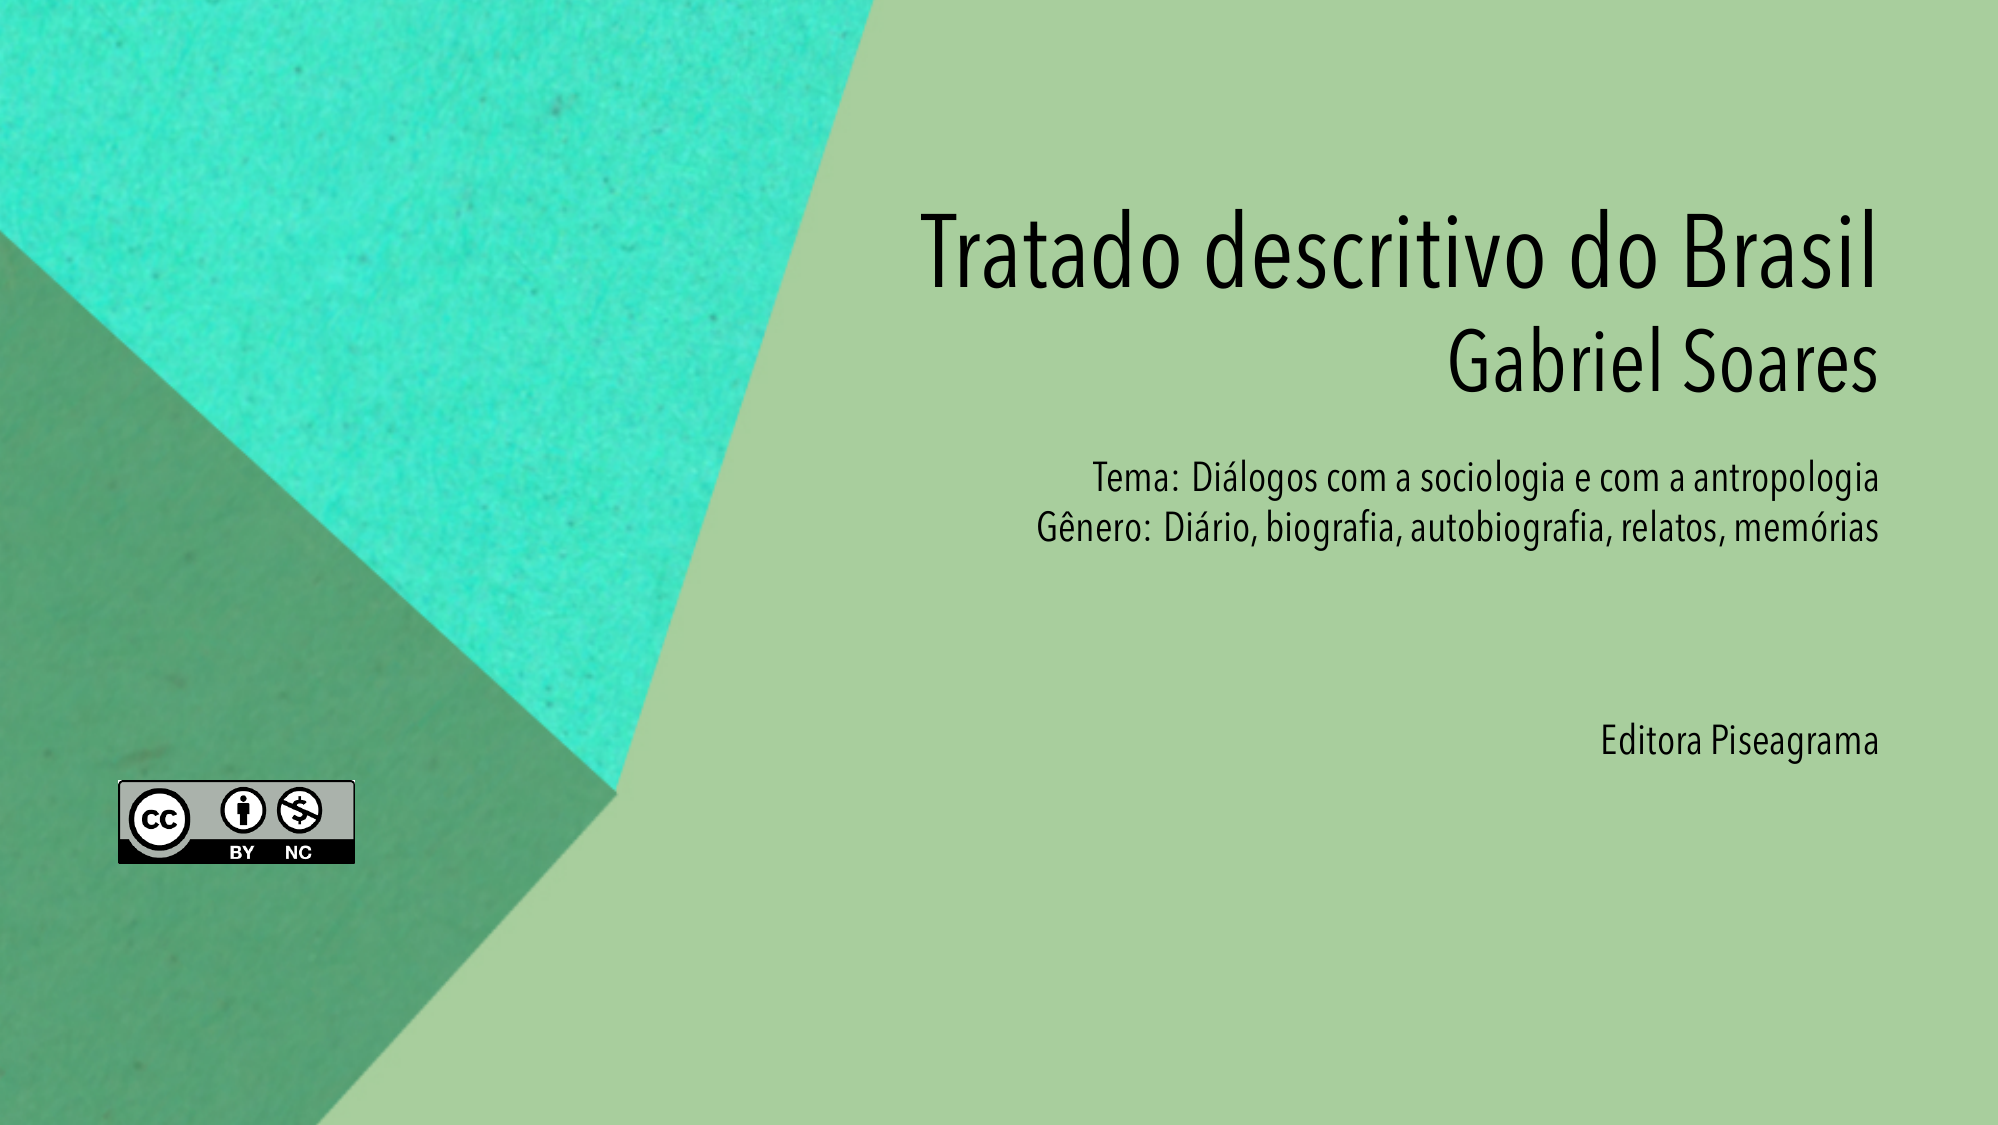 Tratado descritivo do Brasil
Gabriel Soares
Tema: Diálogos com a sociologia e com a antropologia
Gênero: Diário, biografia, autobiografia, relatos, memórias
Editora Piseagrama
cc
BY NC